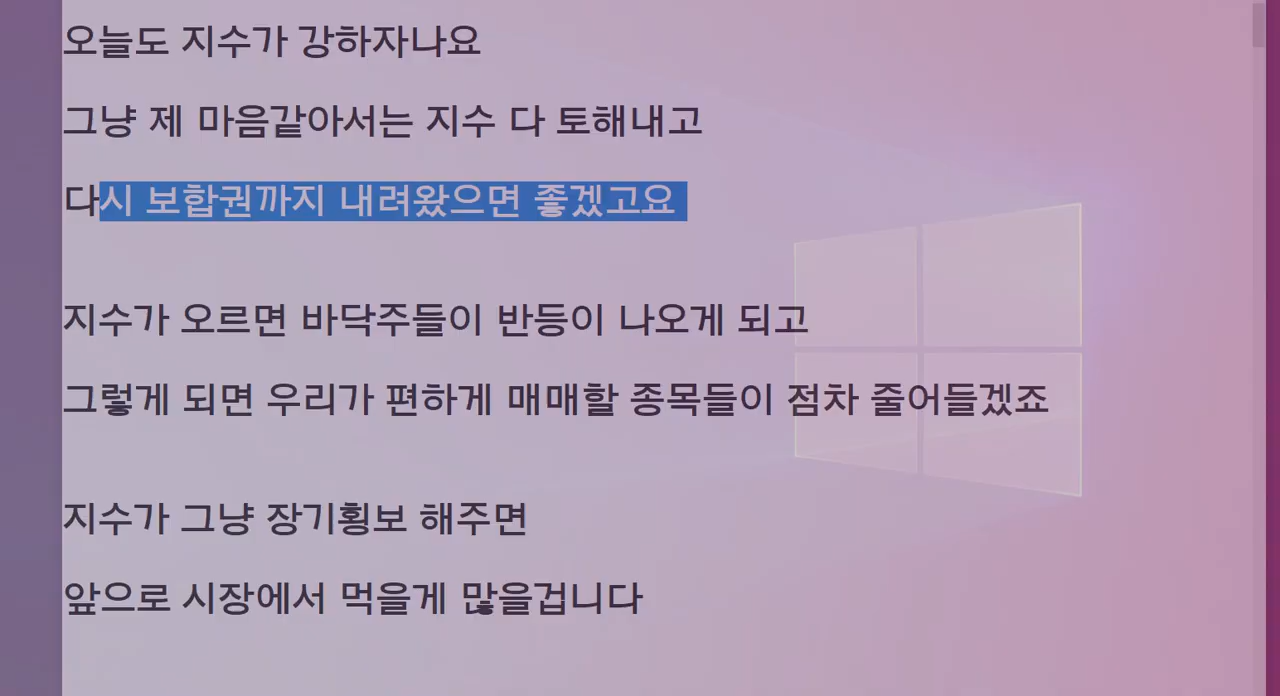 오늘도 지수가 강하자나요
그냥 제 마음같아서는 지수 다 토해내고
다시 보합권까지 내려왔으면 좋겠고요
지수가 오르면 바닥주들이 반등이 나오게 되고
그렇게 되면 우리가 편하게 매매할 종목들이 점차 줄어들겠죠
지수가 그냥 장기횡보 해주면
앞으로 시장에서 먹을게 많을겁니다